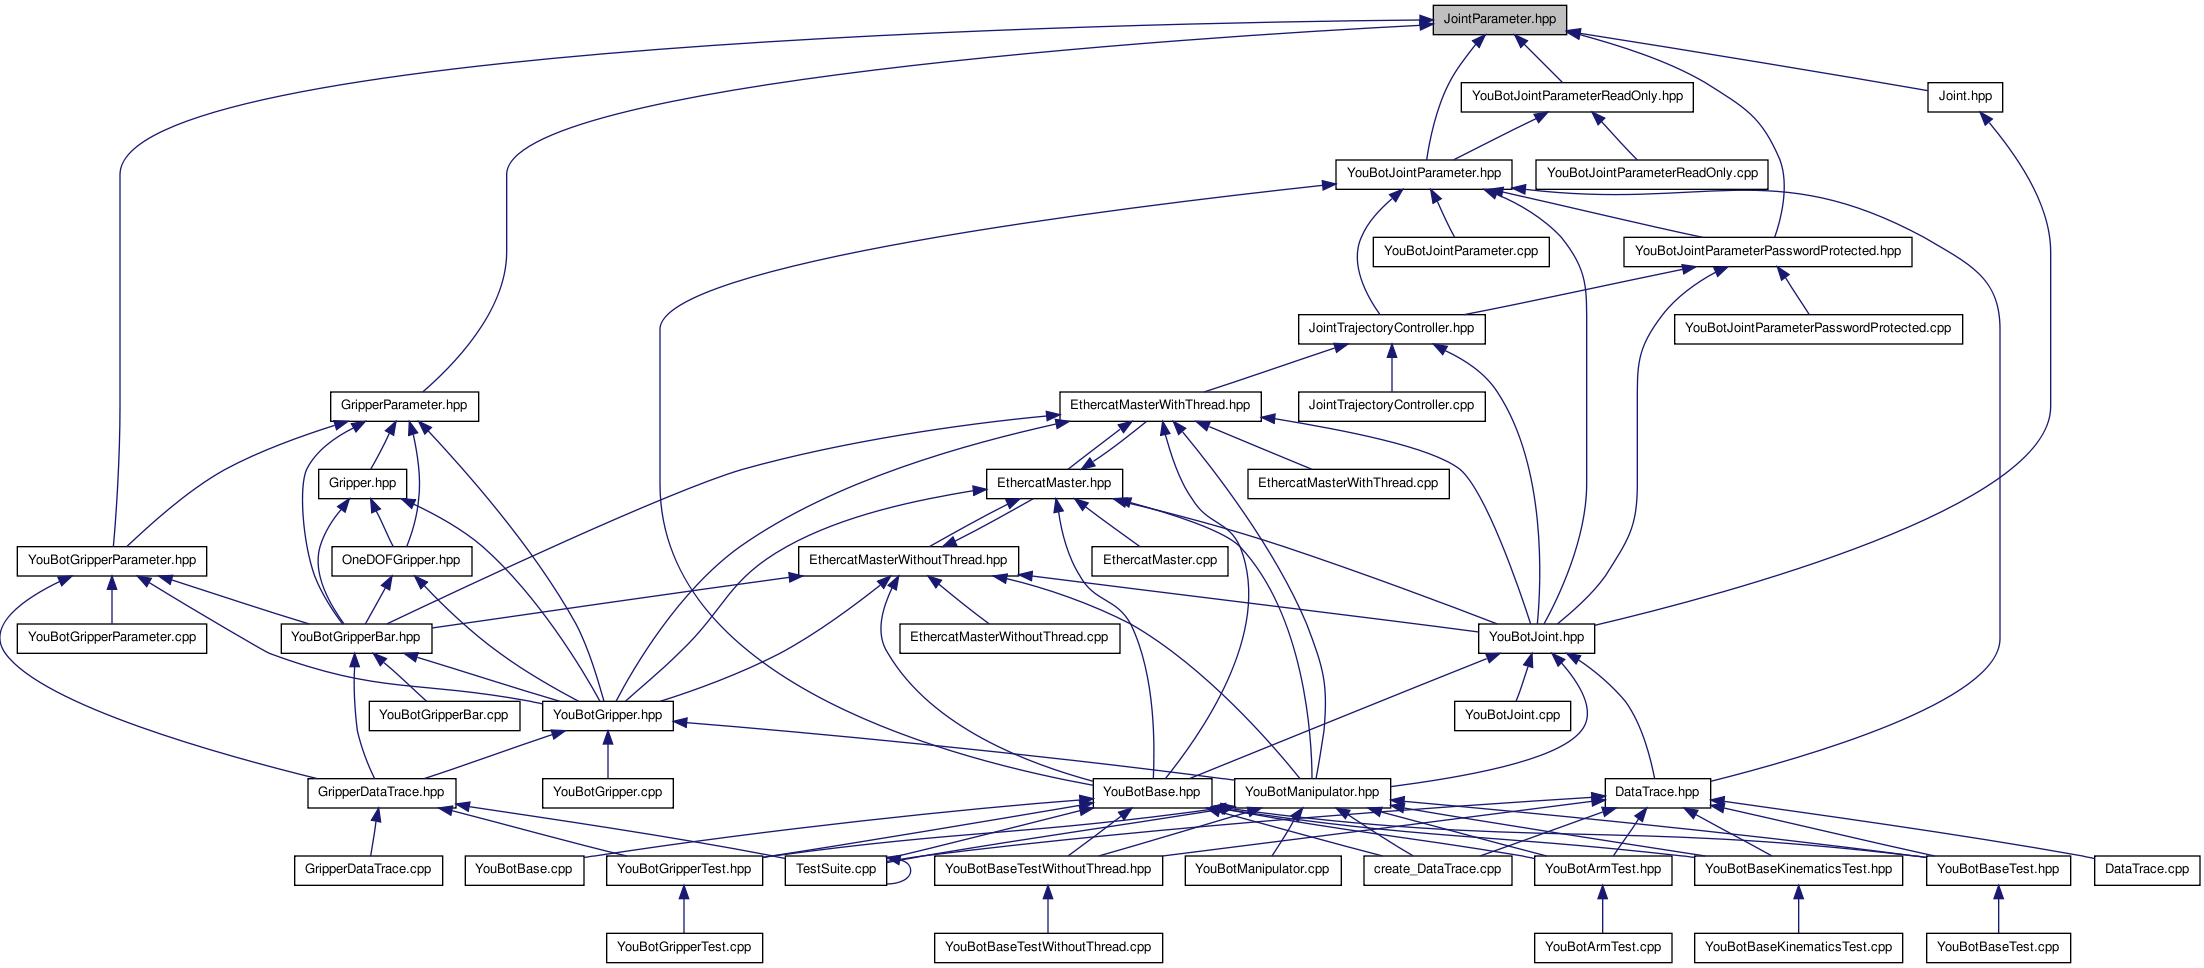 JointParameter.hpp
YouBotJointParameterReadOnly.hpp
Joint.hpp
YouBotJointParameter.hpp
YouBotJointParameterReadOnly.cpp
YouBotJointParameter.cpp
YouBotJointParameterPasswordProtected.hpp
JointTrajectoryController.hpp
YouBotJointParameterPasswordProtected.cpp
GripperParameter.hpp
EthercatMasterWithThread.hpp
JointTrajectoryController.cpp
Gripper.hpp
EthercatMaster.hpp
EthercatMasterWithThread.cpp
YouBotGripperParameter.hpp
OneDOFGripper.hpp
EthercatMasterWithoutThread.hpp
EthercatMaster.cpp
YouBotGripperParameter.cpp
YouBotGripperBar.hpp
EthercatMasterWithoutThread.cpp
YouBotJoint.hpp
YouBotGripperBar.cpp
YouBotGripper.hpp
YouBotJoint.cpp
GripperDataTrace.hpp
YouBotGripper.cpp
YouBotBase.hpp
YouBotManipulator.hpp
DataTrace.hpp
GripperDataTrace.cpp
YouBotBase.cpp
YouBotGripperTest.hpp
TestSuite.cpp
YouBotBaseTestWithoutThread.hpp
YouBotManipulator.cpp
create_DataTrace.cpp
YouBotArmTest.hpp
YouBotBaseKinematicsTest.hpp
YouBotBaseTest.hpp
DataTrace.cpp
YouBotGripperTest.cpp
YouBotBaseTestWithoutThread.cpp
YouBotArmTest.cpp
YouBotBaseKinematicsTest.cpp
YouBotBaseTest.cpp